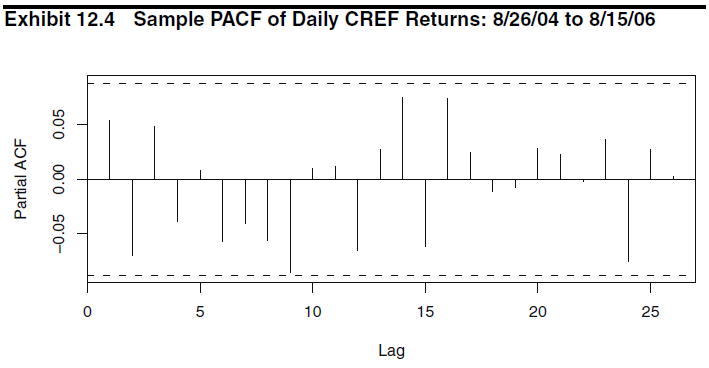 Exhibit 12.4 Sample PACF of Daily CREF Returns: 8/26/04 to 8/15/06
Partial ACF
0.05
0.00
−0.05
0 5 10 15 20 25
Lag